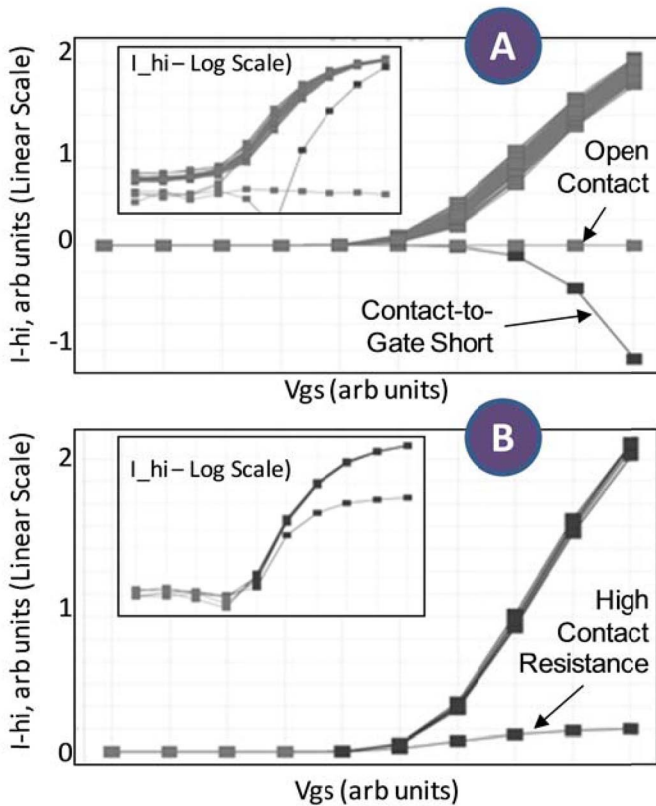 A
2
I_hi – Log Scale)
1
Open
Contact
0
Contact-to-
Gate Short
-1
I-hi, arb units (Linear Scale)
Vgs (arb units)
B
2
I_hi – Log Scale)
1
High
Contact
Resistance
0
I-hi, arb units (Linear Scale)
Vgs (arb units)